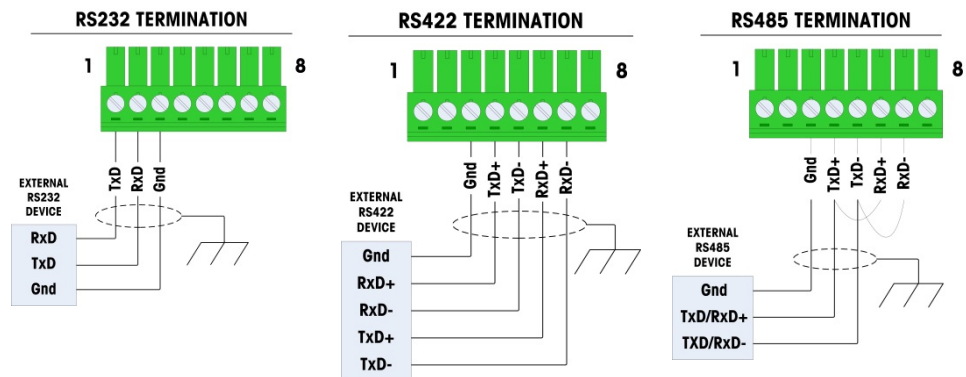 RS232 TERMINATION
1
8
TxD
RxD
Gnd
EXTERNAL
RS232
DEVICE
RxD
TxD
Gnd
RS422 TERMINATION
1
8
Gnd
TxD+
TxD-
RxD+
RxD-
EXTERNAL
RS422
DEVICE
Gnd
RxD+
RxD-
TxD+
TxD-
RS485 TERMINATION
1
8
Gnd
TxD+
TxD-
RxD+
RxD-
EXTERNAL
RS485
DEVICE
Gnd
TxD/RxD+
TXD/RxD-